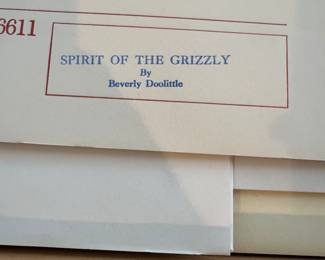 6611
SPIRIT OF THE GRIZZLY
By
Beverly Doolittle